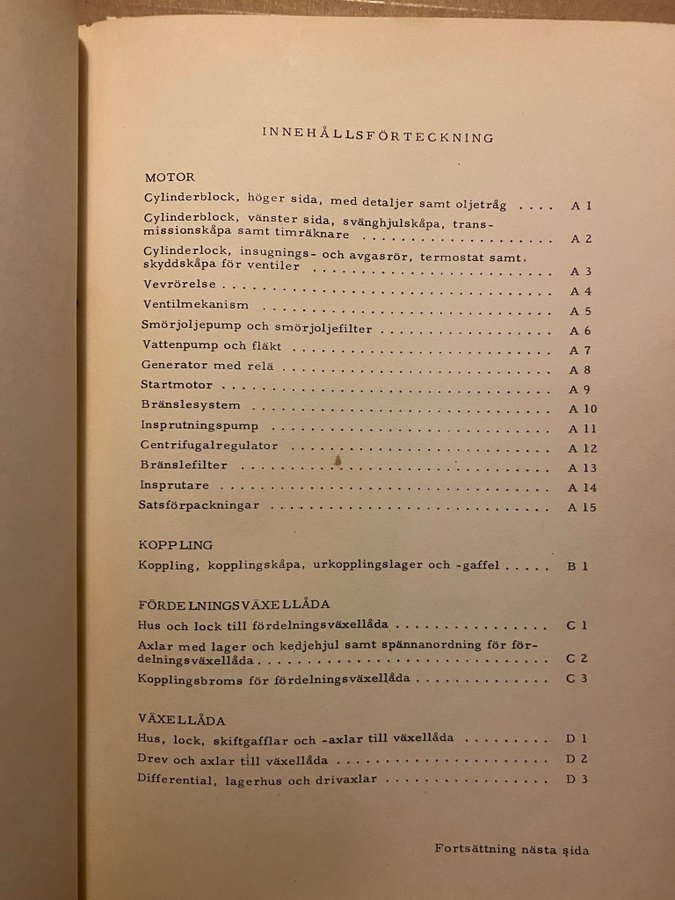 INNEHÅLLSFÖRTECKNING
MOTOR
Cylinderblock, höger sida, med detaljer samt oljetråg .... A 1
Cylinderblock, vänster sida, svänghjulskåpa, trans-
missionskåpa samt timräknare .................... A 2
Cylinderlock, insugnings- och avgasrör, termostat samt.
skyddskåpa för ventiler ......................... A 3
Vevrörelse .................................. A 4
Ventilmekanism .............................. A 5
Smörjoljepump och smörjoljefilter .................. A 6
Vattenpump och fläkt ........................... A 7
Generator med relä ............................ A 8
Startmotor .................................. A 9
Bränslesystem ............................... A 10
Insprutningspump ............................. A 11
Centrifugalregulator ........................... A 12
Bränslefilter ................................ A 13
Insprutare .................................. A 14
Satsförpackningar ............................. A 15
KOPPLING
Koppling, kopplingskåpa, urkopplingslager och -gaffel ..... B 1
FÖRDELNINGSVÄXELLÅDA
Hus och lock till fördelningsväxellåda ................ C 1
Axlar med lager och kedjehjul samt spännanordning för för-
delningsväxellåda .............................. C 2
Kopplingsbroms för fördelningsväxellåda .............. C 3
VÄXELLÅDA
Hus, lock, skiftgafflar och -axlar till växellåda ......... D 1
Drev och axlar till växellåda ...................... D 2
Differential, lagerhus och drivaxlar ................. D 3
Fortsättning nästa sida